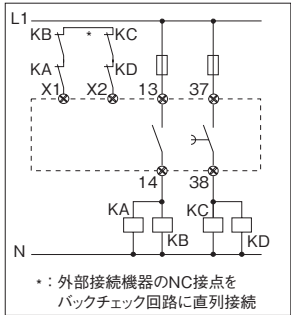 L1
KB * KC
KA KD
X1 X2 13 37
14 38
KA KC
KB KD
N
*：外部接続機器のNC接点を
バックチェック回路に直列接続